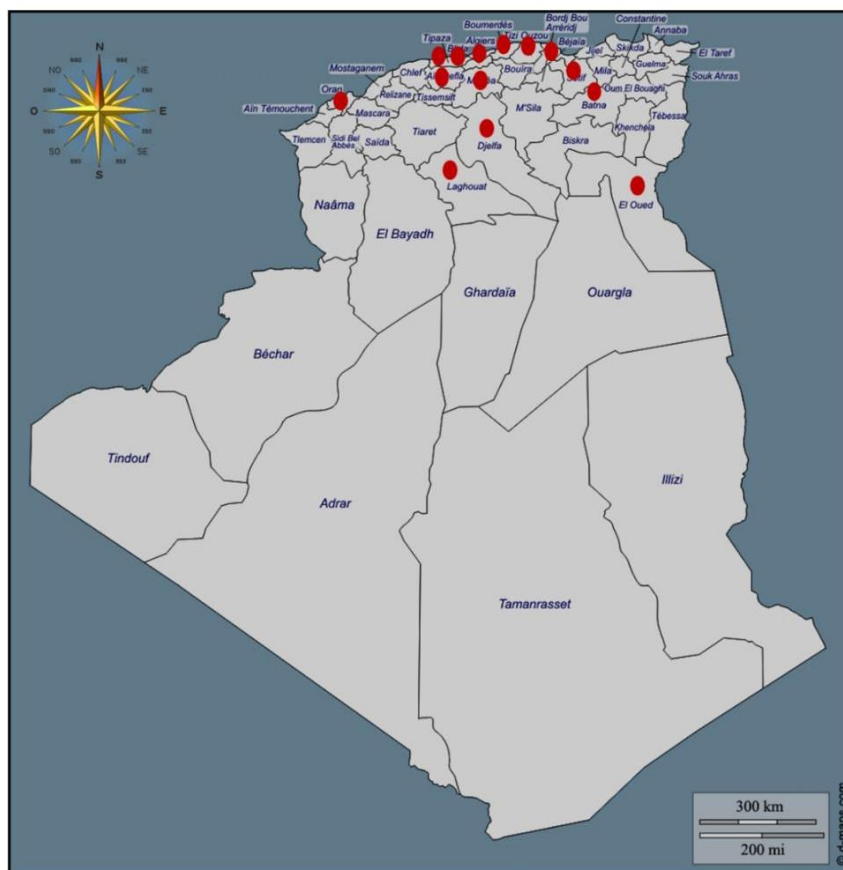 N
NO
NE
O
E
SO
SE
S
Bordj Bou
Arréridj
Constantine
Annaba
Boumerdès
Tipaza
Algiers
Tizi Ouzou
Béjaïa
Jijel
Skikda
El Taref
Guelma
Mila
Souk Ahras
Mostaganem
Chlef
Bouira
Oum El Bouaghi
Oran
Relizane
Tissemsilt
M'Sila
Batna
Tébessa
Aïn Témouchent
Mascara
Khenchela
Tiaret
Biskra
Tlemcen
Sidi Bel
Abbès
Saïda
Djelfa
Laghouat
El Oued
Naâma
El Bayadh
Ghardaïa
Ouargla
Béchar
Tindouf
Illizi
Adrar
Tamanrasset
300 km
200 mi
© d-maps.com